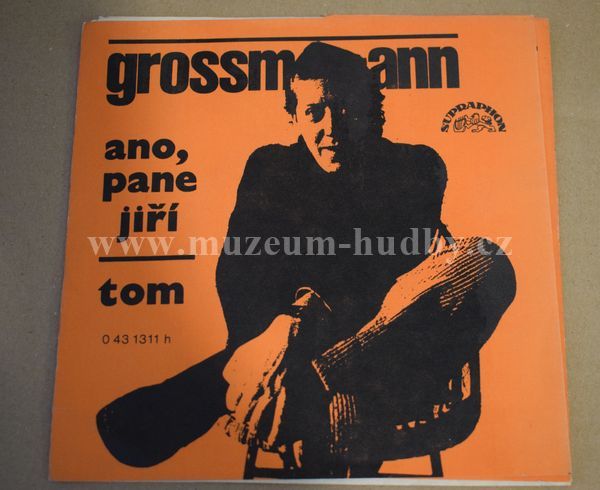 grossmann
SUPRAPHON
ano,
pane
jiří
www.muzeum-hudby.cz
tom
0 43 1311 h